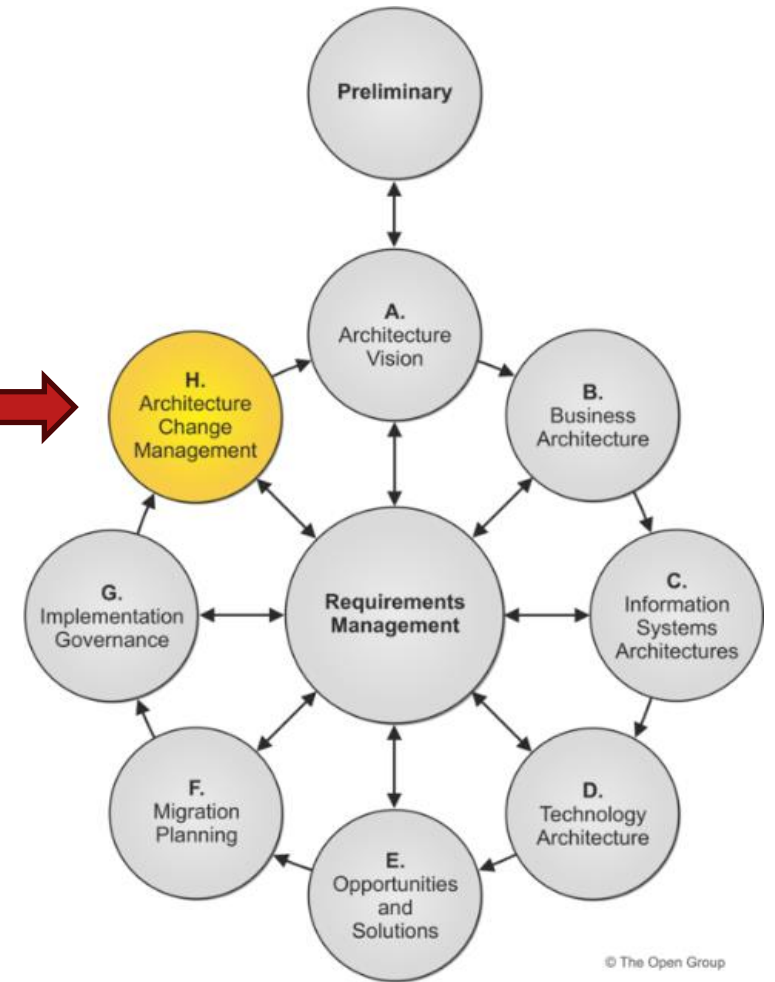 Preliminary
A.
Architecture
Vision
B.
Business
Architecture
C.
Information
Systems
Architectures
D.
Technology
Architecture
E.
Opportunities
and
Solutions
F.
Migration
Planning
G.
Implementation
Governance
H.
Architecture
Change
Management
Requirements
Management
© The Open Group